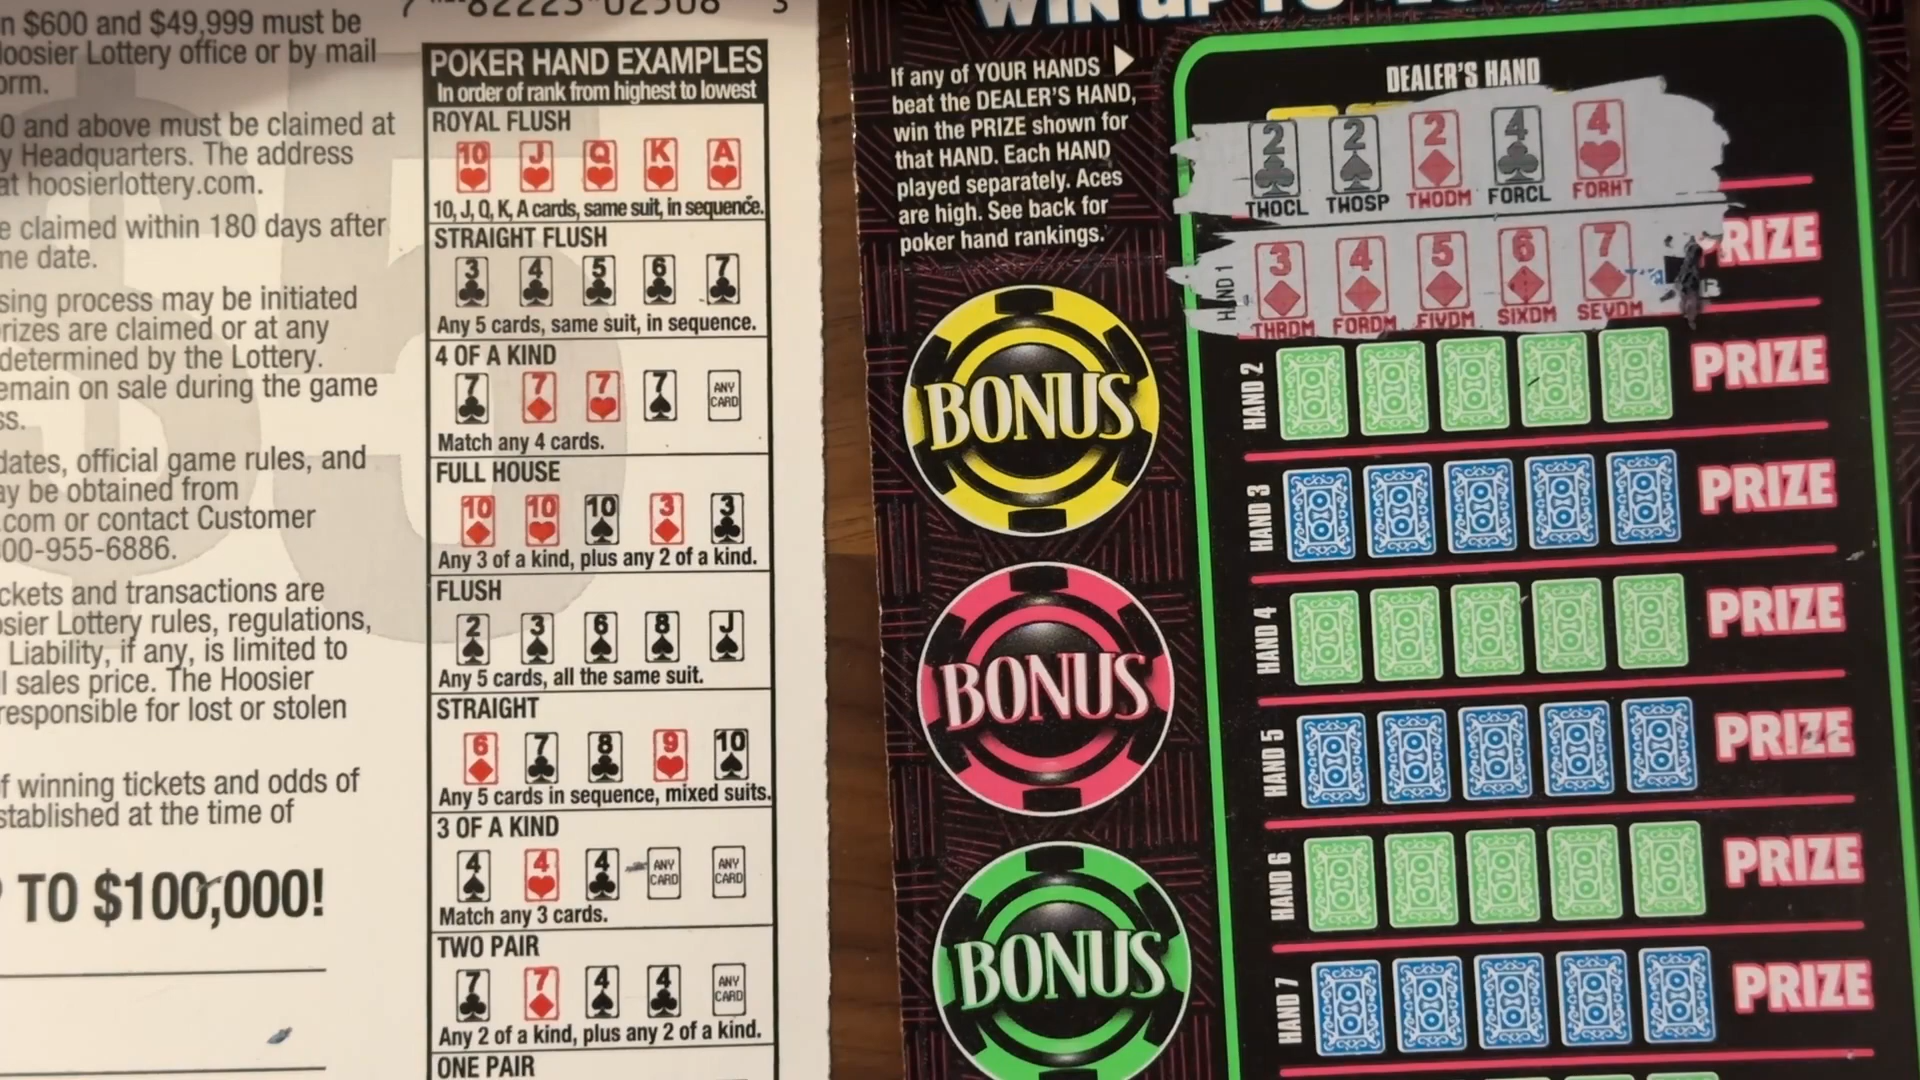 7 82223 02508 3
n $600 and $49,999 must be
loosier Lottery office or by mail
orm.
0 and above must be claimed at
y Headquarters. The address
at hoosierlottery.com.
e claimed within 180 days after
me date.
sing process may be initiated
rizes are claimed or at any
determined by the Lottery.
emain on sale during the game
ss.
dates, official game rules, and
ay be obtained from
.com or contact Customer
00-955-6886.
ckets and transactions are
osier Lottery rules, regulations,
Liability, if any, is limited to
l sales price. The Hoosier
responsible for lost or stolen
f winning tickets and odds of
stablished at the time of
TO $100,000!
POKER HAND EXAMPLES
In order of rank from highest to lowest
ROYAL FLUSH
10 J Q K A
10, J, Q, K, A cards, same suit, in sequence.
STRAIGHT FLUSH
3 4 5 6 7
Any 5 cards, same suit, in sequence.
4 OF A KIND
7 7 7 7 ANY CARD
Match any 4 cards.
FULL HOUSE
10 10 10 3 3
Any 3 of a kind, plus any 2 of a kind.
FLUSH
2 3 6 8 J
Any 5 cards, all the same suit.
STRAIGHT
6 7 8 9 10
Any 5 cards in sequence, mixed suits.
3 OF A KIND
4 4 4 ANY CARD ANY CARD
Match any 3 cards.
TWO PAIR
7 7 4 4 ANY CARD
Any 2 of a kind, plus any 2 of a kind.
ONE PAIR
WIN UP TO
If any of YOUR HANDS
beat the DEALER'S HAND,
win the PRIZE shown for
that HAND. Each HAND
played separately. Aces
are high. See back for
poker hand rankings.
BONUS
BONUS
BONUS
DEALER'S HAND
2 2 2 4 4
TWOCL TWOSP TWODM FORCL FORHT
HAND 1
3 4 5 6 7
THRDM FORDM FIVDM SIXDM SEVDM
PRIZE
HAND 2 PRIZE
HAND 3 PRIZE
HAND 4 PRIZE
HAND 5 PRIZE
HAND 6 PRIZE
HAND 7 PRIZE